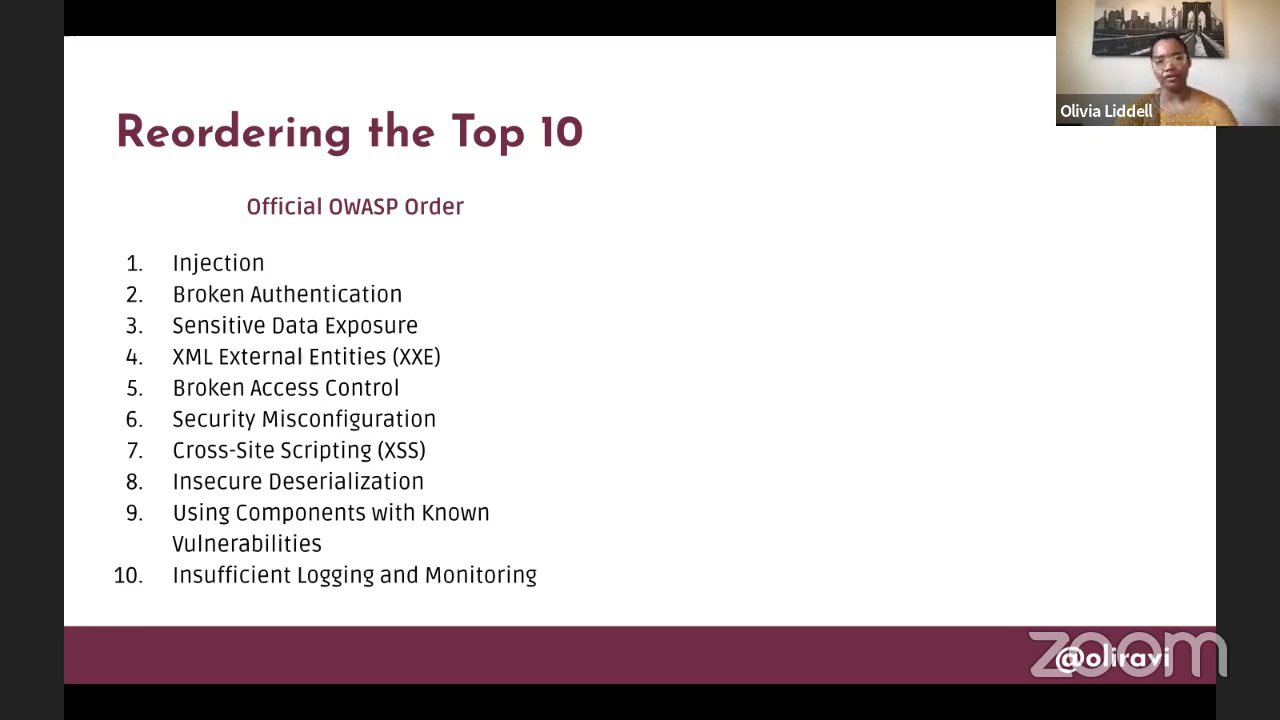 Olivia Liddell
Reordering the Top 10
Official OWASP Order
1. Injection
2. Broken Authentication
3. Sensitive Data Exposure
4. XML External Entities (XXE)
5. Broken Access Control
6. Security Misconfiguration
7. Cross-Site Scripting (XSS)
8. Insecure Deserialization
9. Using Components with Known
Vulnerabilities
10. Insufficient Logging and Monitoring
zoom
@oliravi